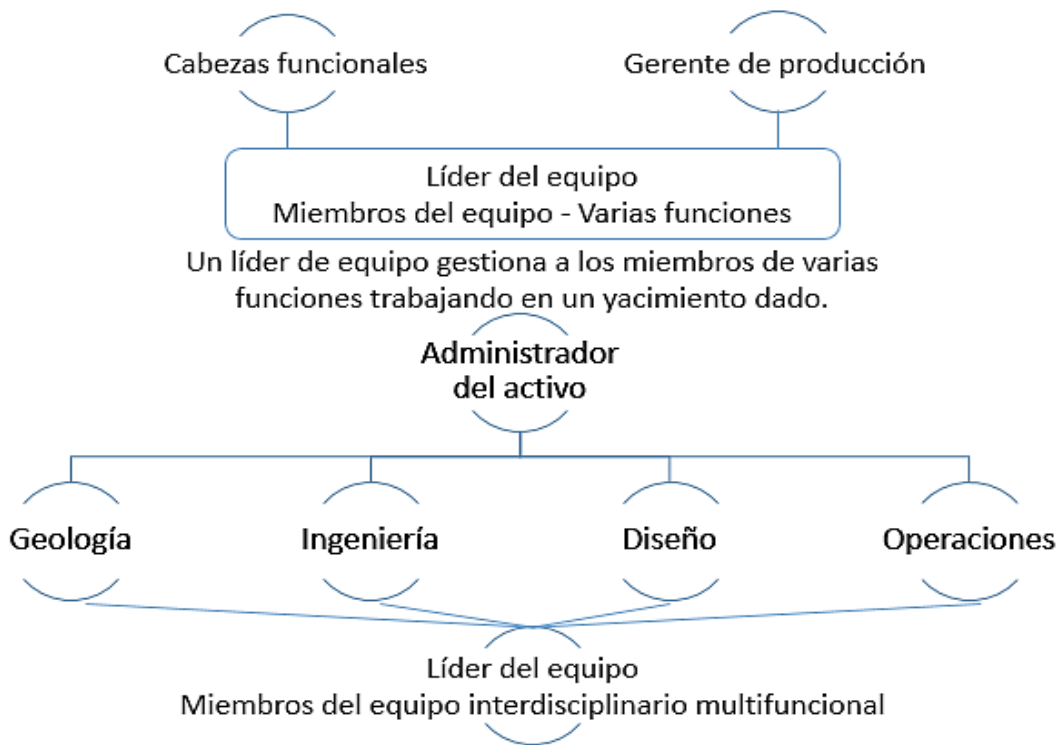 Cabezas funcionales
Gerente de producción
Líder del equipo
Miembros del equipo - Varias funciones
Un líder de equipo gestiona a los miembros de varias
funciones trabajando en un yacimiento dado.
Administrador
del activo
Geología
Ingeniería
Diseño
Operaciones
Líder del equipo
Miembros del equipo interdisciplinario multifuncional